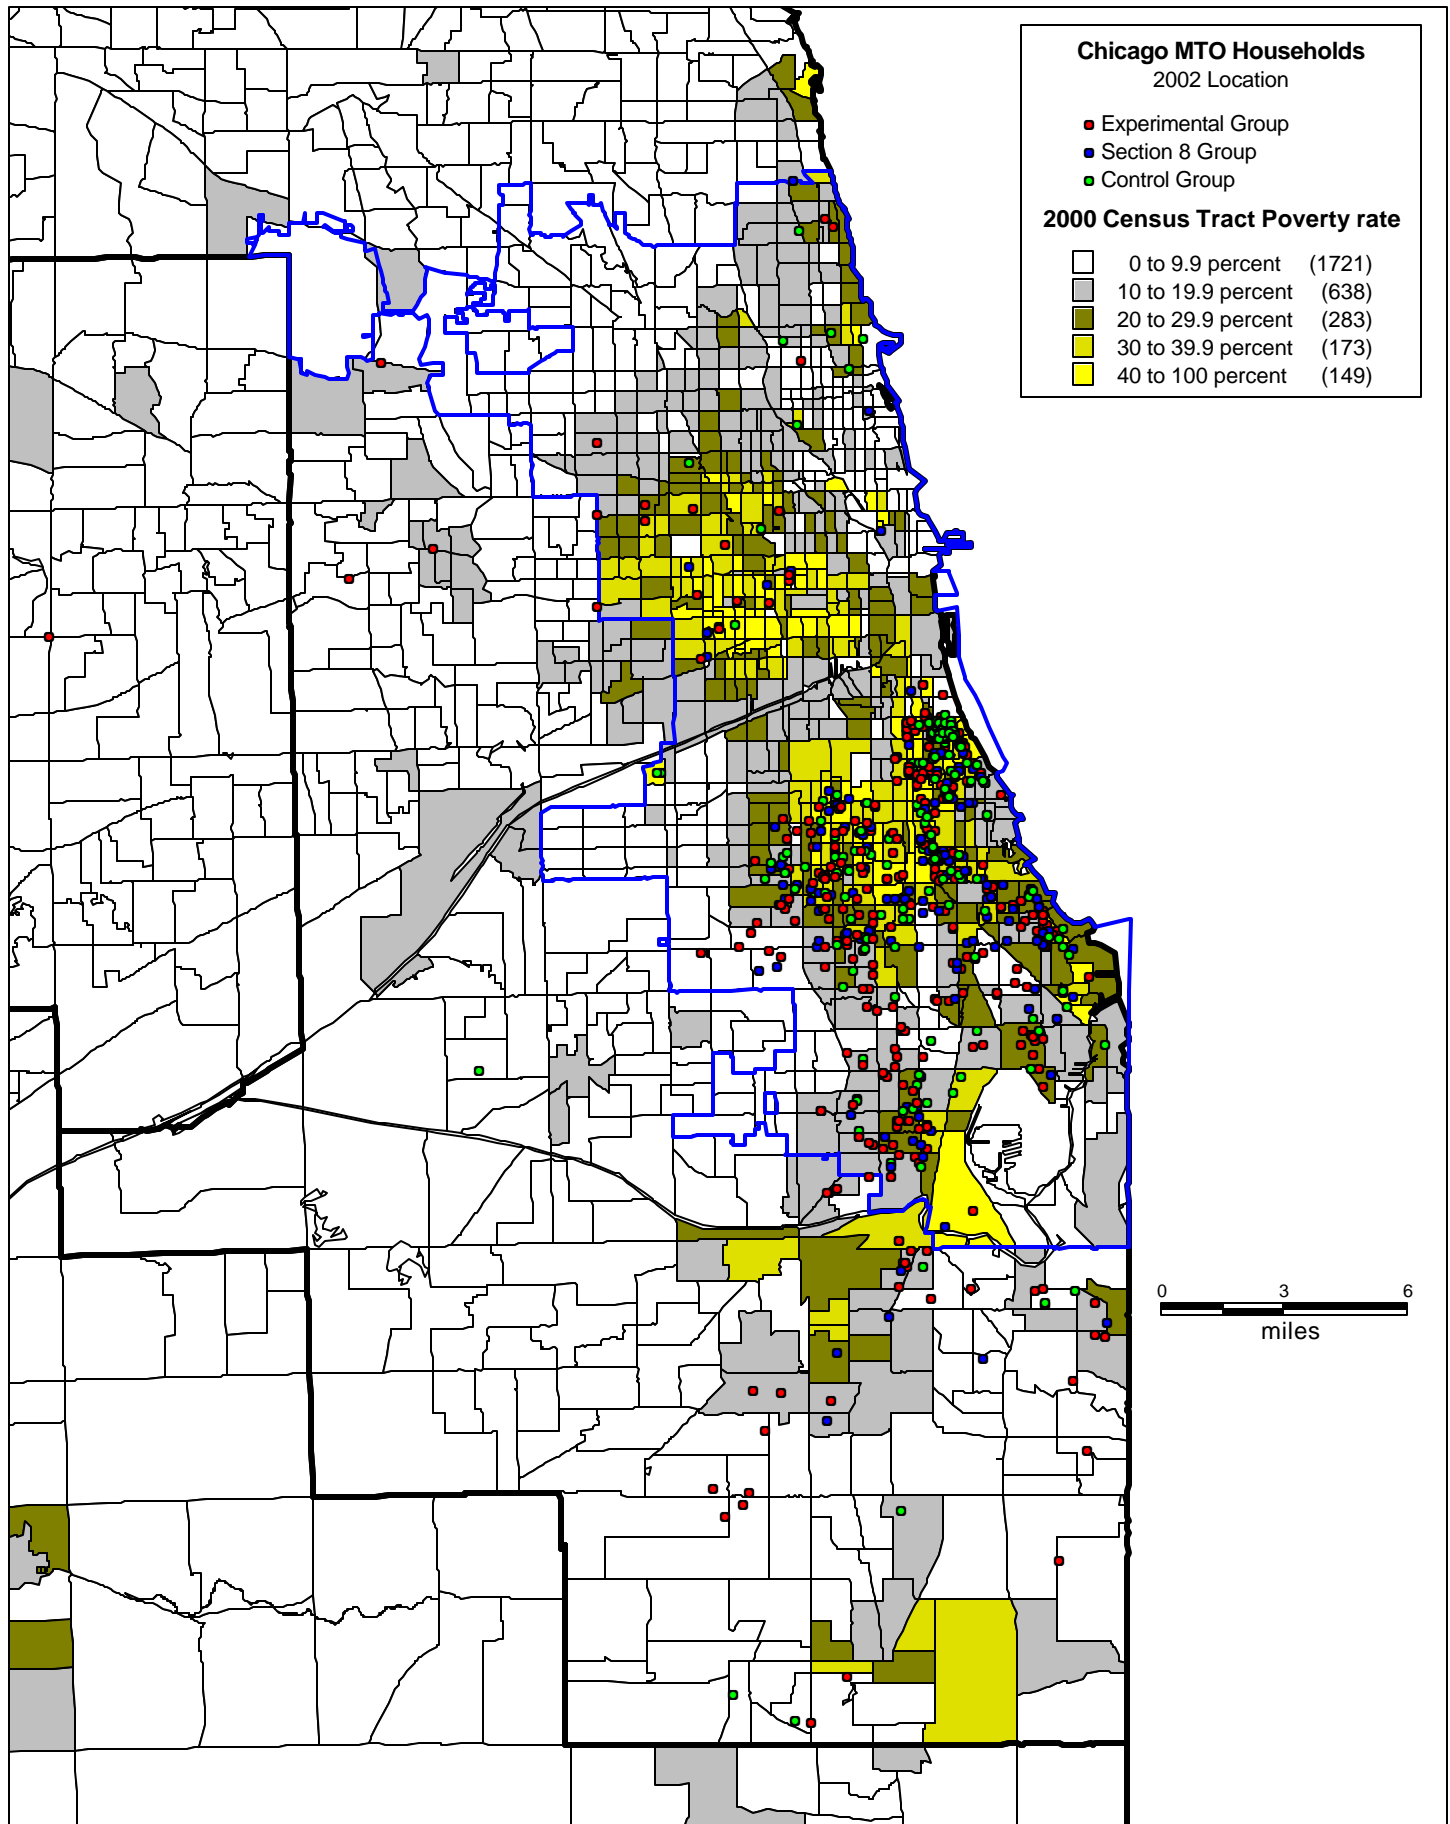 Chicago MTO Households
2002 Location
Experimental Group
Section 8 Group
Control Group
2000 Census Tract Poverty rate
0 to 9.9 percent (1721)
10 to 19.9 percent (638)
20 to 29.9 percent (283)
30 to 39.9 percent (173)
40 to 100 percent (149)
0 3 6
miles